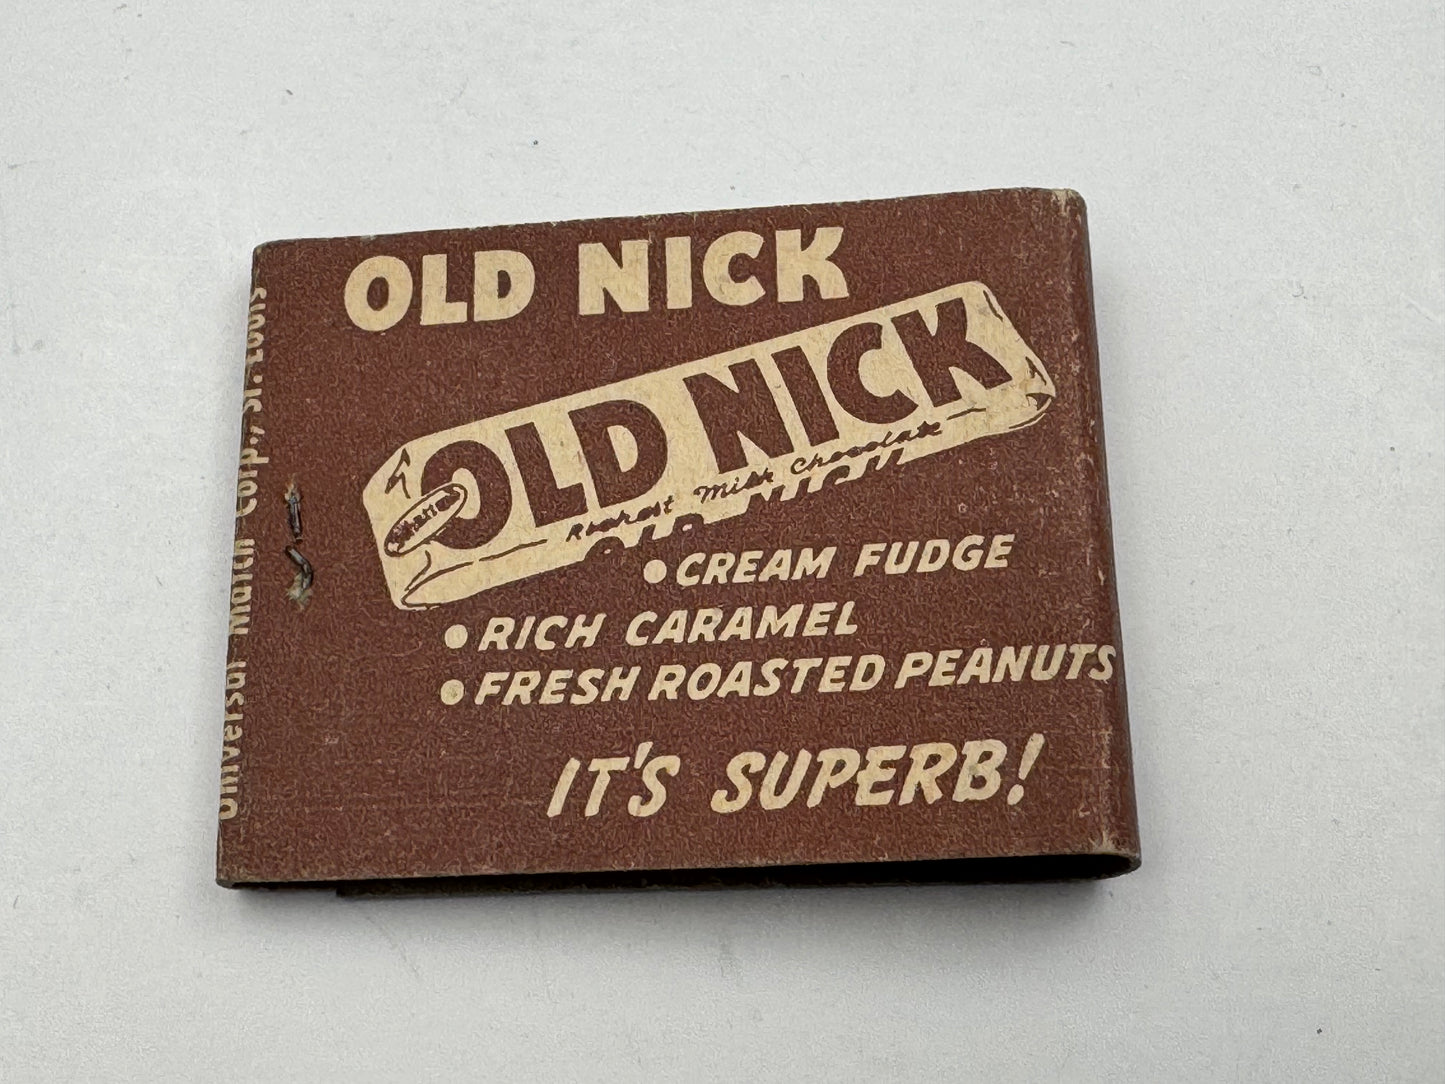 OLD NICK
OLD NICK
Richest Milk Chocolate
• CREAM FUDGE
• RICH CARAMEL
• FRESH ROASTED PEANUTS
IT'S SUPERB!
Universal Match Corp., St. Louis